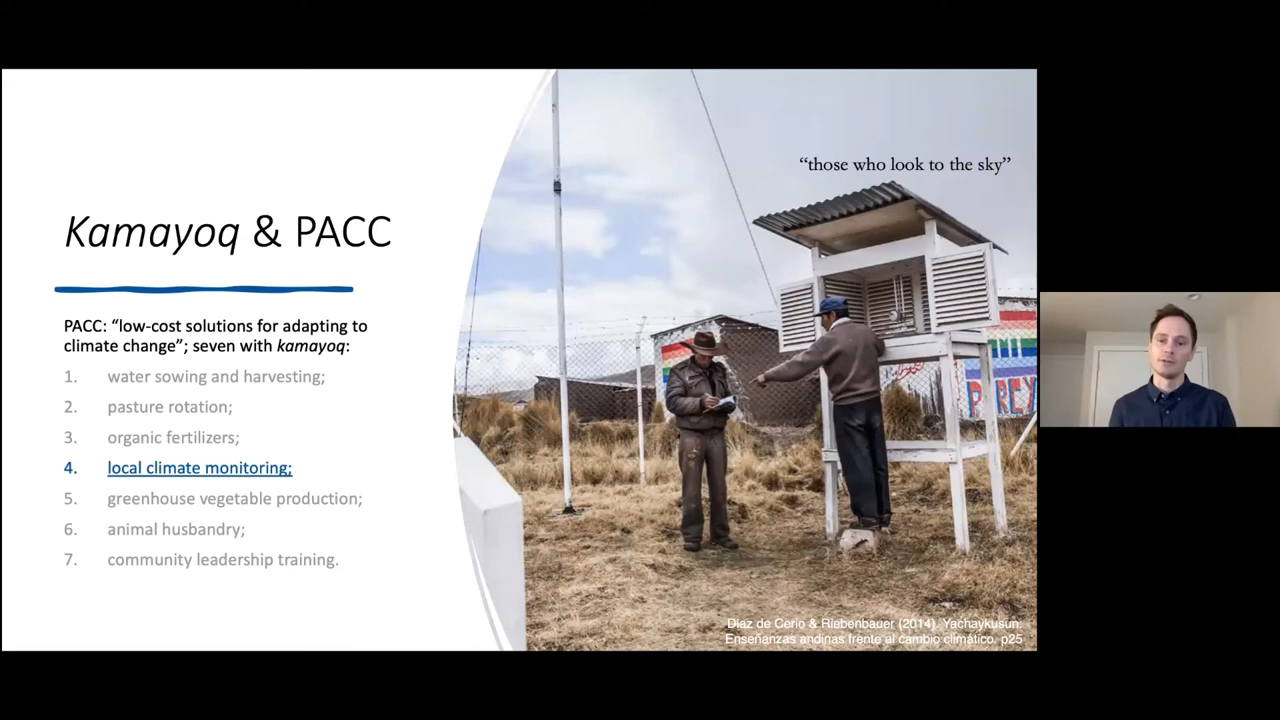 “those who look to the sky”
Kamayoq & PACC
PACC: “low-cost solutions for adapting to
climate change”; seven with kamayoq:
1. water sowing and harvesting;
2. pasture rotation;
3. organic fertilizers;
4. local climate monitoring;
5. greenhouse vegetable production;
6. animal husbandry;
7. community leadership training.
Diaz de Cerio & Riebenbauer (2014). Yachaykusun:
Enseñanzas andinas frente al cambio climático. p25